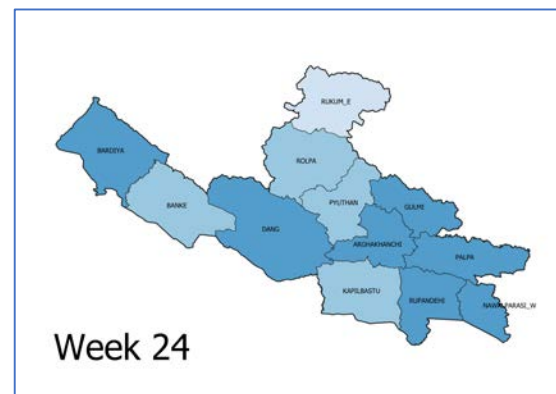 RUKUM_E
ROLPA
BARDIYA
PYUTHAN
BANKE
GULMI
DANG
ARGHAKHANCHI
PALPA
KAPILBASTU
RUPANDEHI
NAWALPARASI_W
Week 24